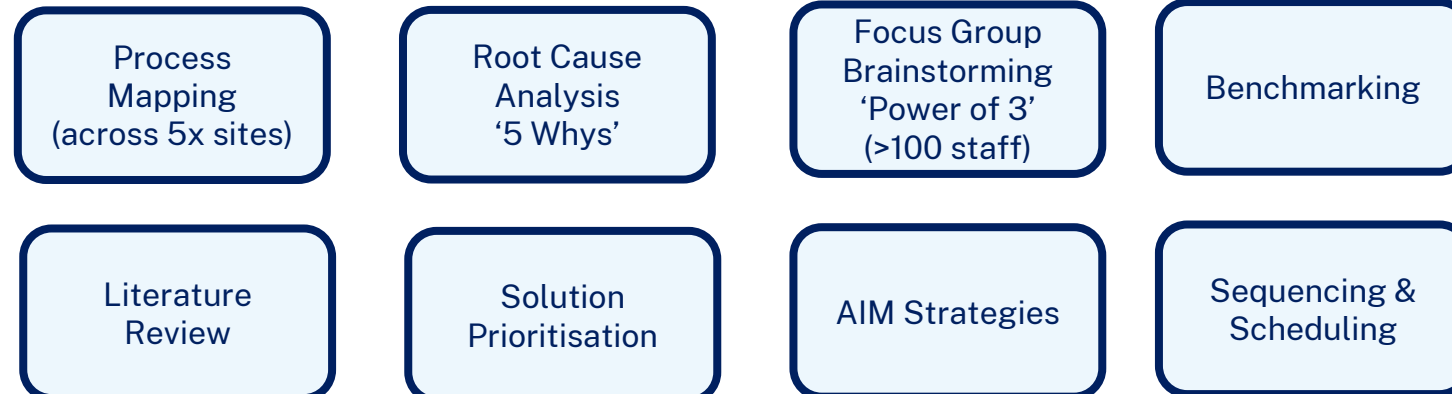 Process
Mapping
(across 5x sites)
Root Cause
Analysis
‘5 Whys’
Focus Group
Brainstorming
‘Power of 3’
(>100 staff)
Benchmarking
Literature
Review
Solution
Prioritisation
AIM Strategies
Sequencing &
Scheduling